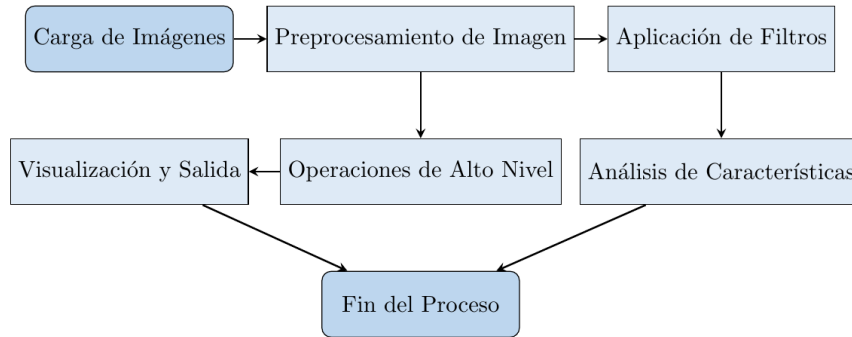 Carga de Imágenes
Preprocesamiento de Imagen
Aplicación de Filtros
Visualización y Salida
Operaciones de Alto Nivel
Análisis de Características
Fin del Proceso